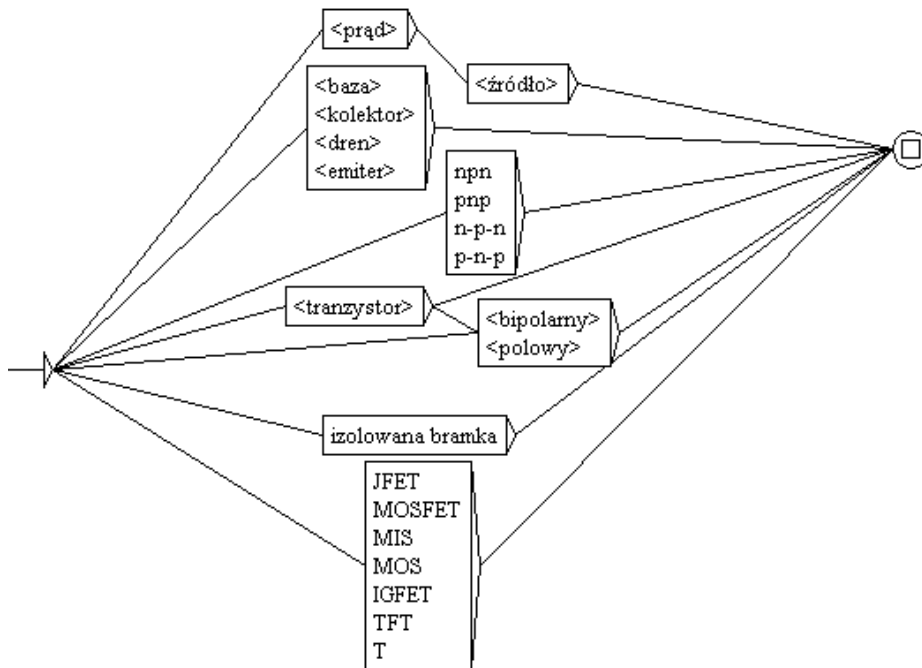 <prąd>
<źródło>
<baza>
<kolektor>
<dren>
<emiter>
npn
pnp
n-p-n
p-n-p
<tranzystor>
<bipolarny>
<polowy>
izolowana bramka
JFET
MOSFET
MIS
MOS
IGFET
TFT
T